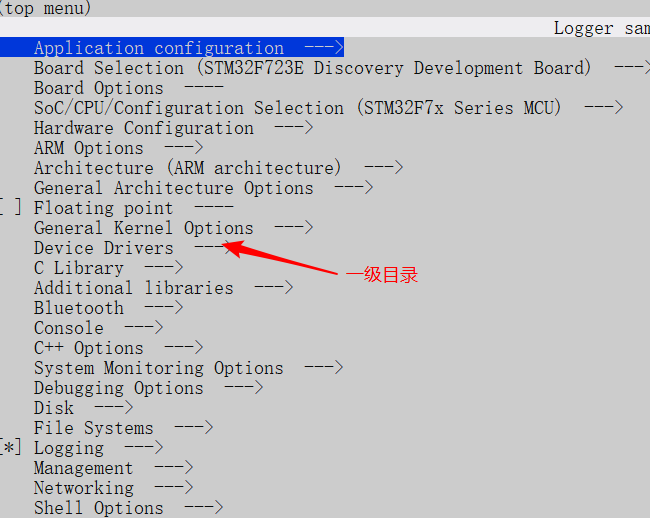 (top menu)
Logger sam
Application configuration --->
Board Selection (STM32F723E Discovery Development Board) --->
Board Options ----
SoC/CPU/Configuration Selection (STM32F7x Series MCU) --->
Hardware Configuration --->
ARM Options --->
Architecture (ARM architecture) --->
General Architecture Options --->
[ ] Floating point ----
General Kernel Options --->
Device Drivers --->
一级目录
C Library --->
Additional libraries --->
Bluetooth --->
Console --->
C++ Options --->
System Monitoring Options --->
Debugging Options --->
Disk --->
File Systems --->
[*] Logging --->
Management --->
Networking --->
Shell Options --->